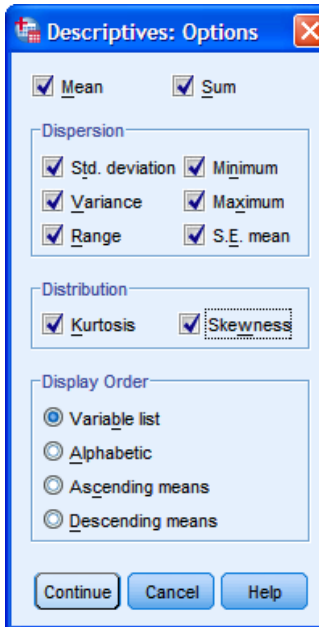 Descriptives: Options
Mean Sum
Dispersion
Std. deviation Minimum
Variance Maximum
Range S.E. mean
Distribution
Kurtosis Skewness
Display Order
Variable list
Alphabetic
Ascending means
Descending means
Continue Cancel Help